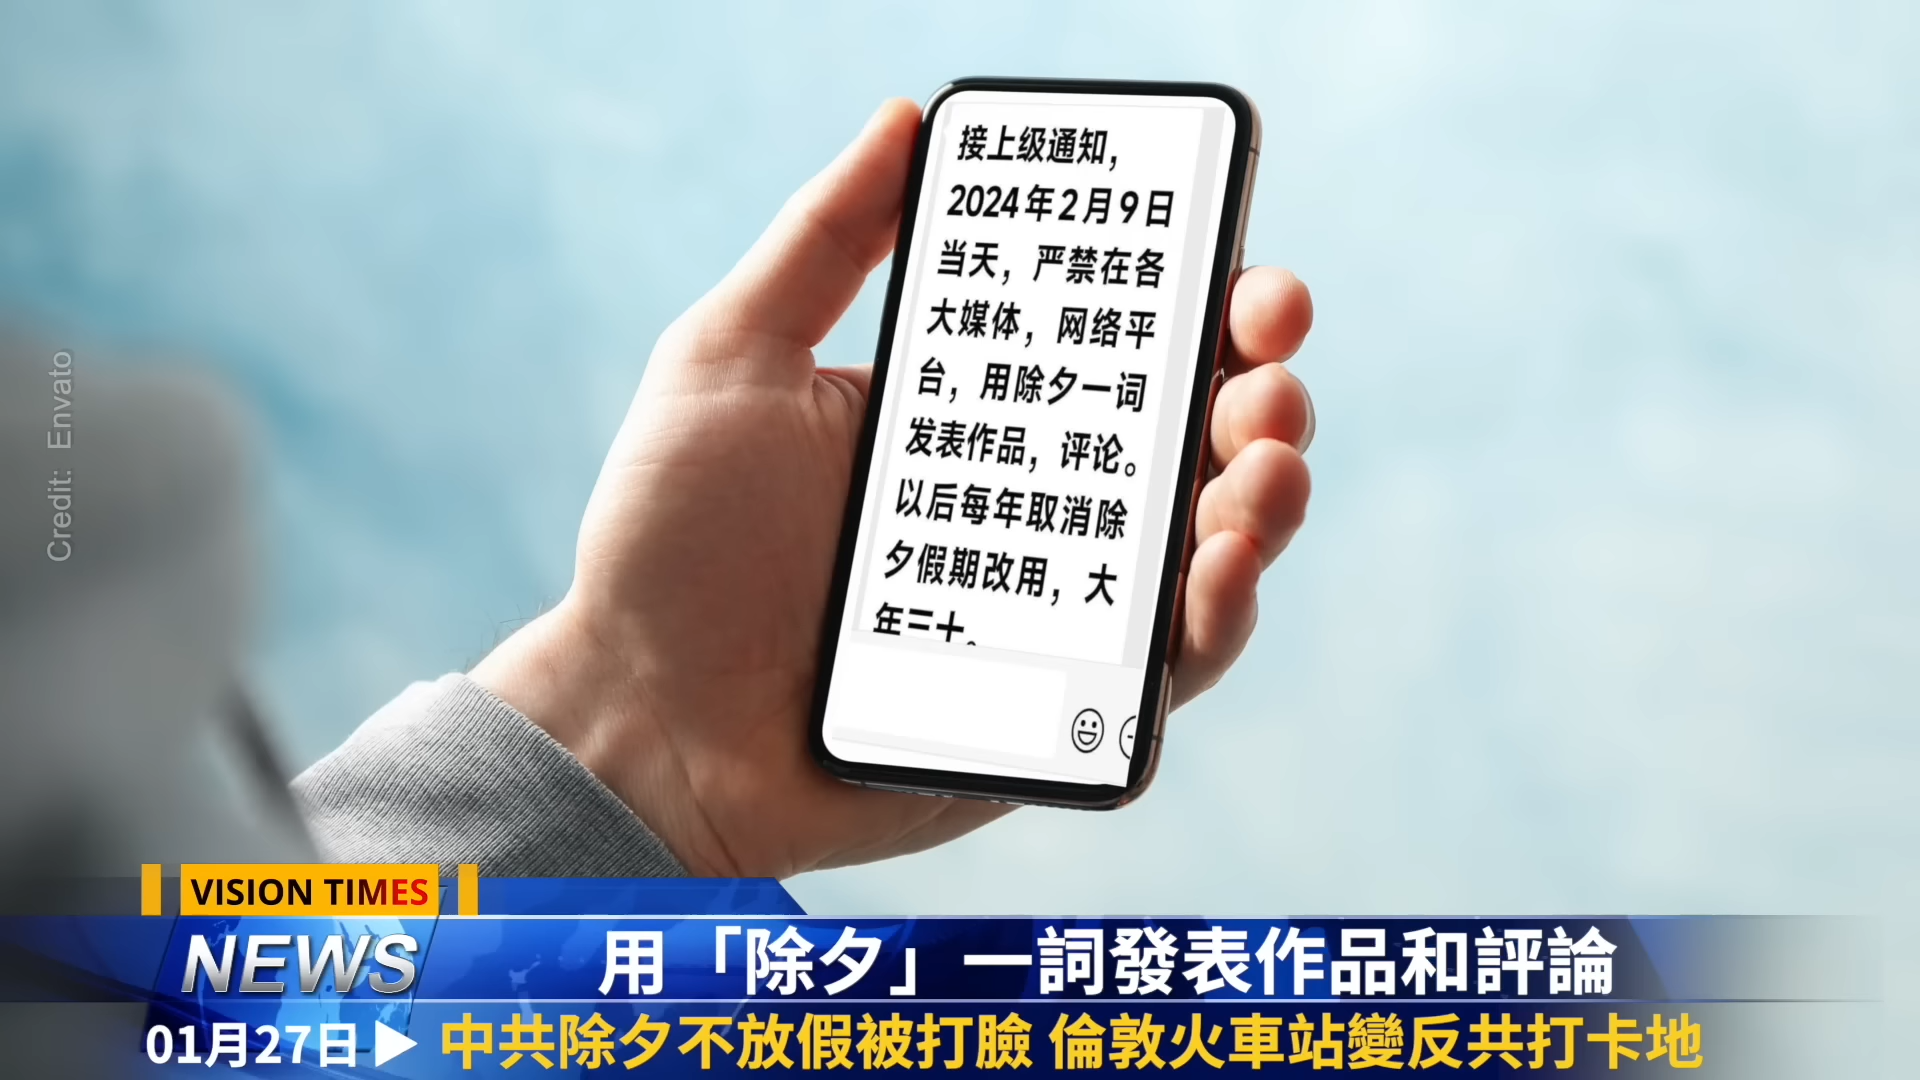 接上级通知，
2024年2月9日
当天，严禁在各
大媒体，网络平
台，用除夕一词
发表作品，评论。
以后每年取消除
夕假期改用，大
年三十。
Credit: Envato
VISION TIMES
NEWS
用「除夕」一詞發表作品和評論
01月27日▶ 中共除夕不放假被打臉 倫敦火車站變反共打卡地